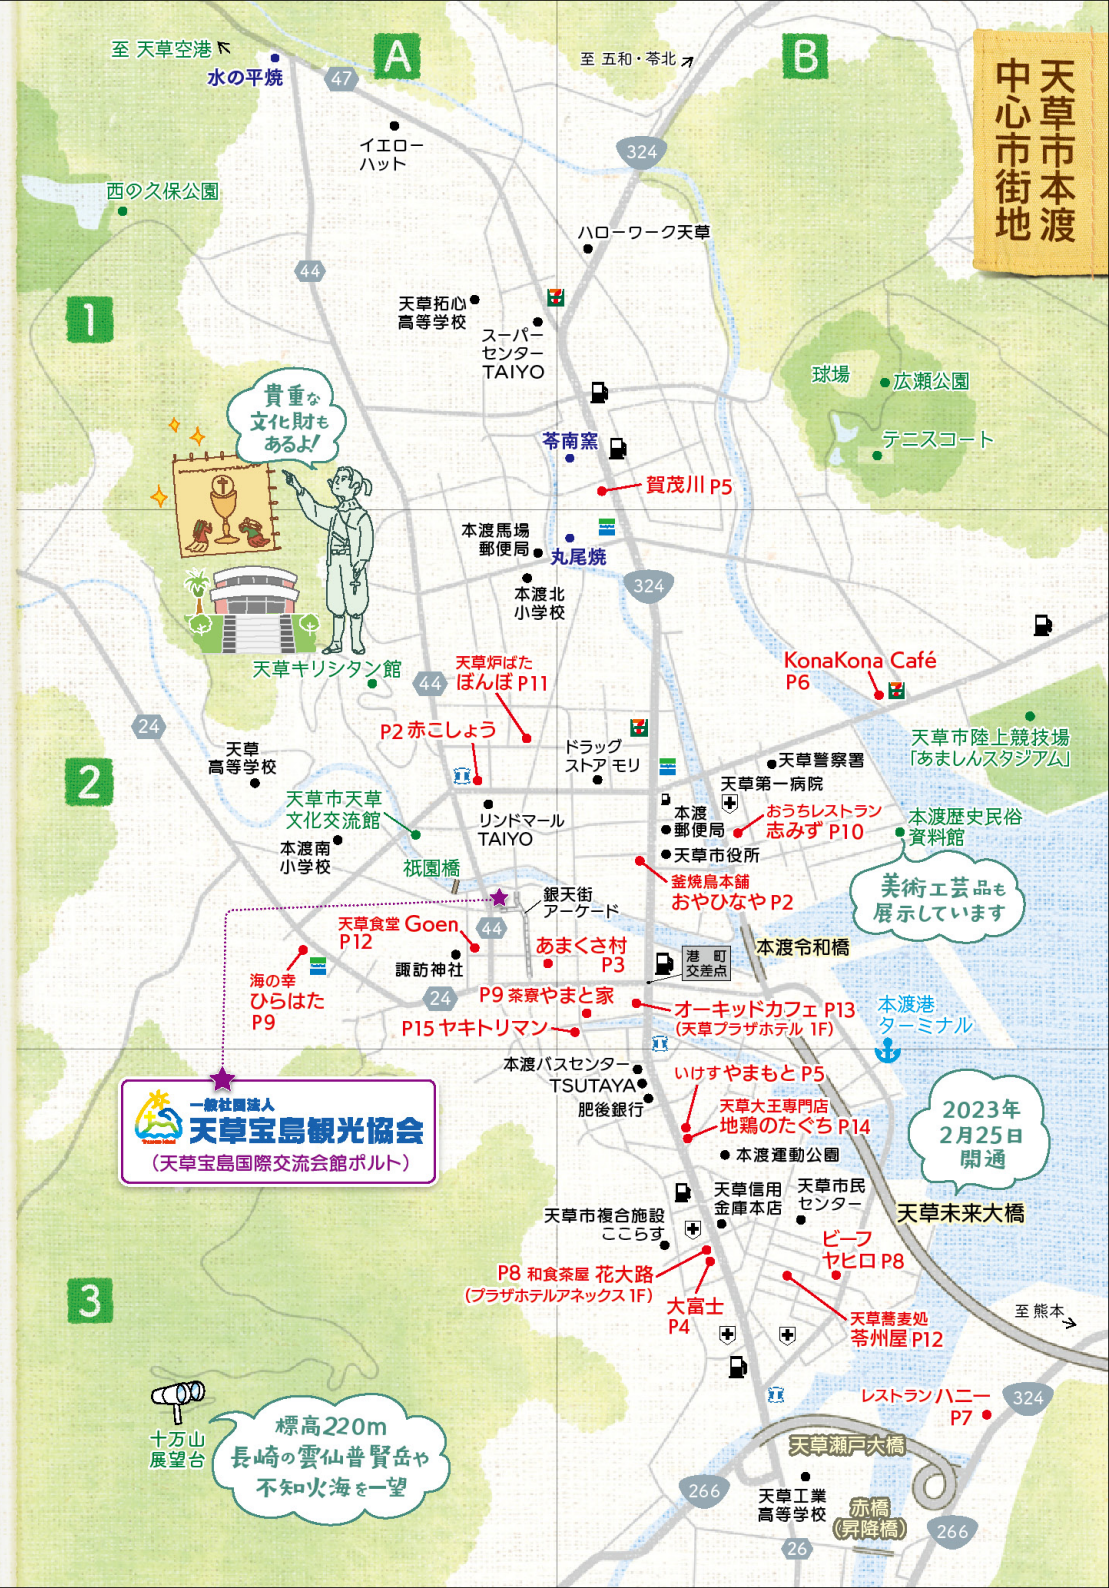 天草市本渡
中心市街地
A
B
1
2
3
至 天草空港
水の平焼
47
イエロー
ハット
至 五和・苓北
324
西の久保公園
44
ハローワーク天草
天草拓心
高等学校
スーパー
センター
TAIYO
球場
広瀬公園
テニスコート
貴重な
文化財も
あるよ!
苓南窯
賀茂川 P5
本渡馬場
郵便局
丸尾焼
本渡北
小学校
324
天草キリシタン館
44
天草炉ばた
ぼんぼ P11
KonaKona Café
P6
24
P2 赤こしょう
天草
高等学校
ドラッグ
ストア モリ
天草警察署
天草第一病院
天草市陸上競技場
「あましんスタジアム」
天草市天草
文化交流館
リンドマール
TAIYO
本渡
郵便局
おうちレストラン
志みず P10
本渡歴史民俗
資料館
本渡南
小学校
祇園橋
天草市役所
釜焼鳥本舗
おやひなや P2
美術工芸品も
展示しています
銀天街
アーケード
天草食堂 Goen
P12
44
諏訪神社
あまくさ村
P3
港 町
交差点
本渡令和橋
海の幸
ひらはた
P9
24
P9 茶寮やまと家
オーキッドカフェ P13
(天草プラザホテル 1F)
本渡港
ターミナル
P15 ヤキトリマン
本渡バスセンター
TSUTAYA
肥後銀行
いけすやまもと P5
天草大王専門店
地鶏のたぐち P14
一般社団法人
天草宝島観光協会
(天草宝島国際交流会館ポルト)
2023年
2月25日
開通
本渡運動公園
天草未来大橋
天草信用
金庫本店
天草市民
センター
天草市複合施設
ここらす
ビーフ
ヤヒロ P8
P8 和食茶屋 花大路
(プラザホテルアネックス 1F)
大富士
P4
天草蕎麦処
苓州屋 P12
至 熊本
レストラン ハニー
P7
324
十万山
展望台
標高220m
長崎の雲仙普賢岳や
不知火海を一望
天草瀬戸大橋
266
天草工業
高等学校
赤橋
(昇降橋)
266
26